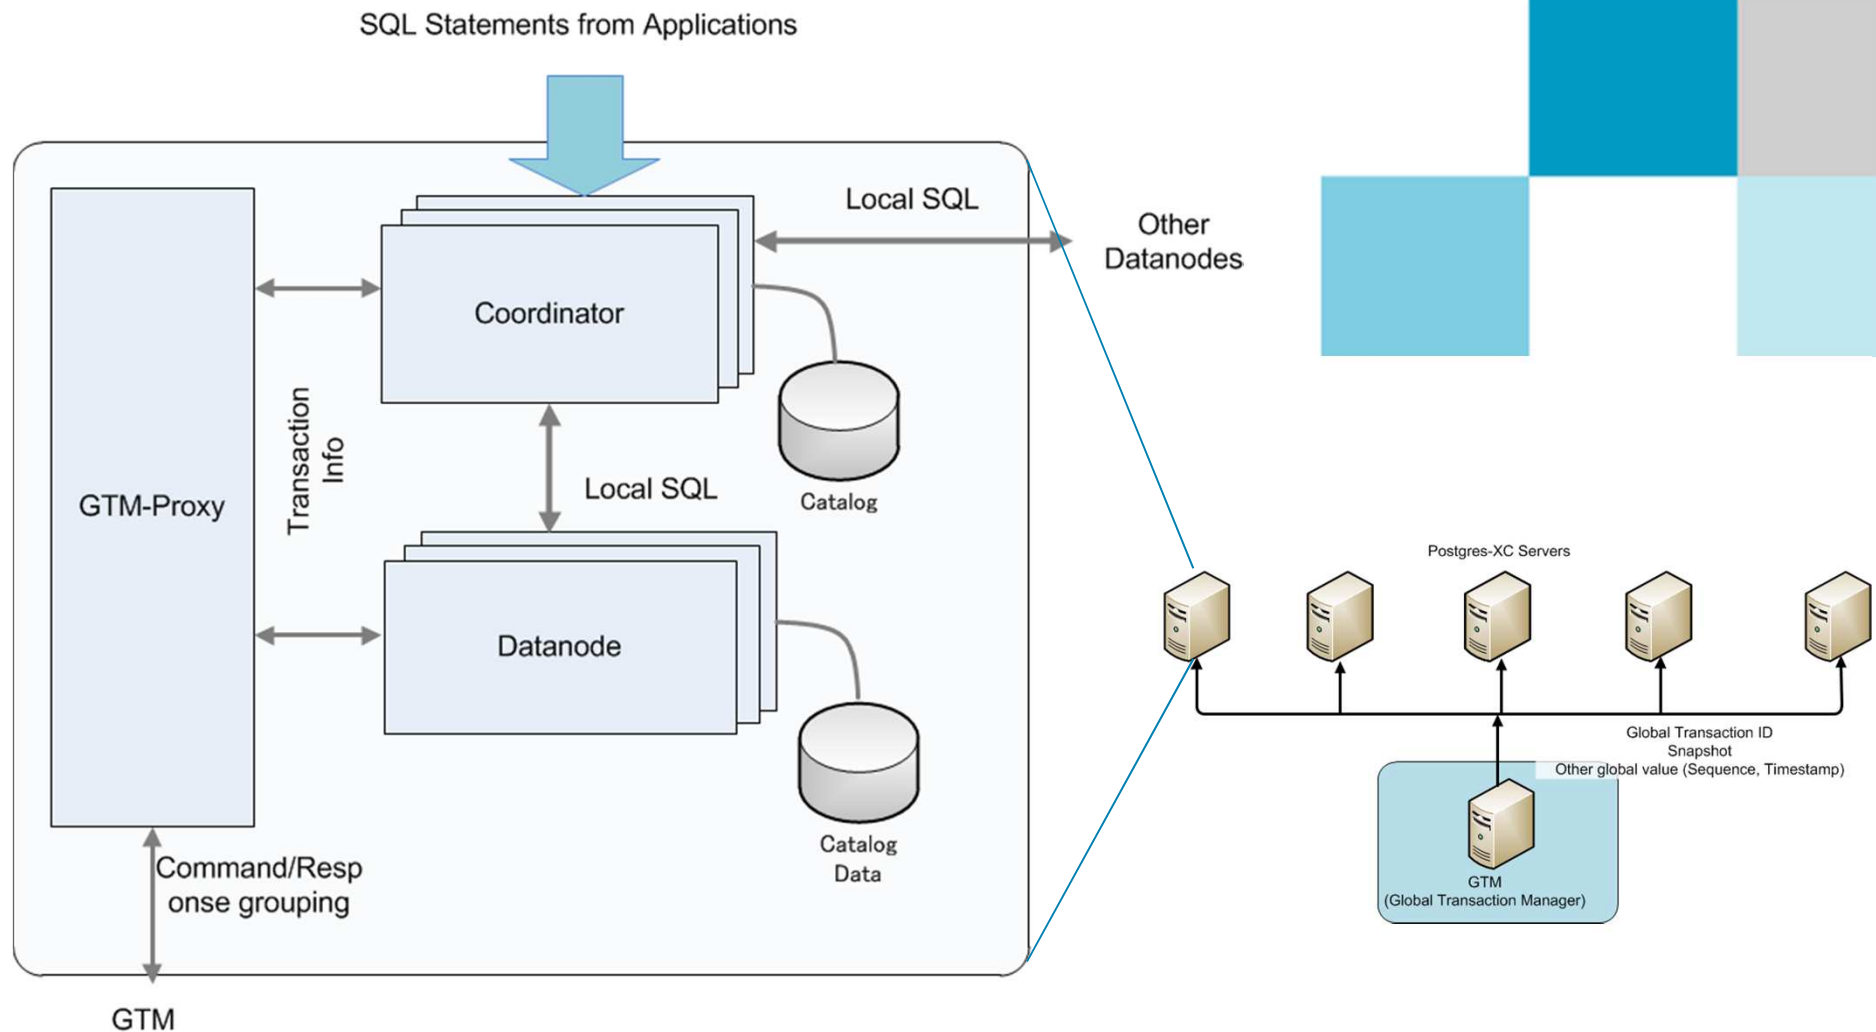 SQL Statements from Applications
Local SQL
Other
Datanodes
Coordinator
Transaction
Info
GTM-Proxy
Local SQL
Catalog
Datanode
Catalog
Data
Command/Resp
onse grouping
GTM
Postgres-XC Servers
Global Transaction ID
Snapshot
Other global value (Sequence, Timestamp)
GTM
(Global Transaction Manager)